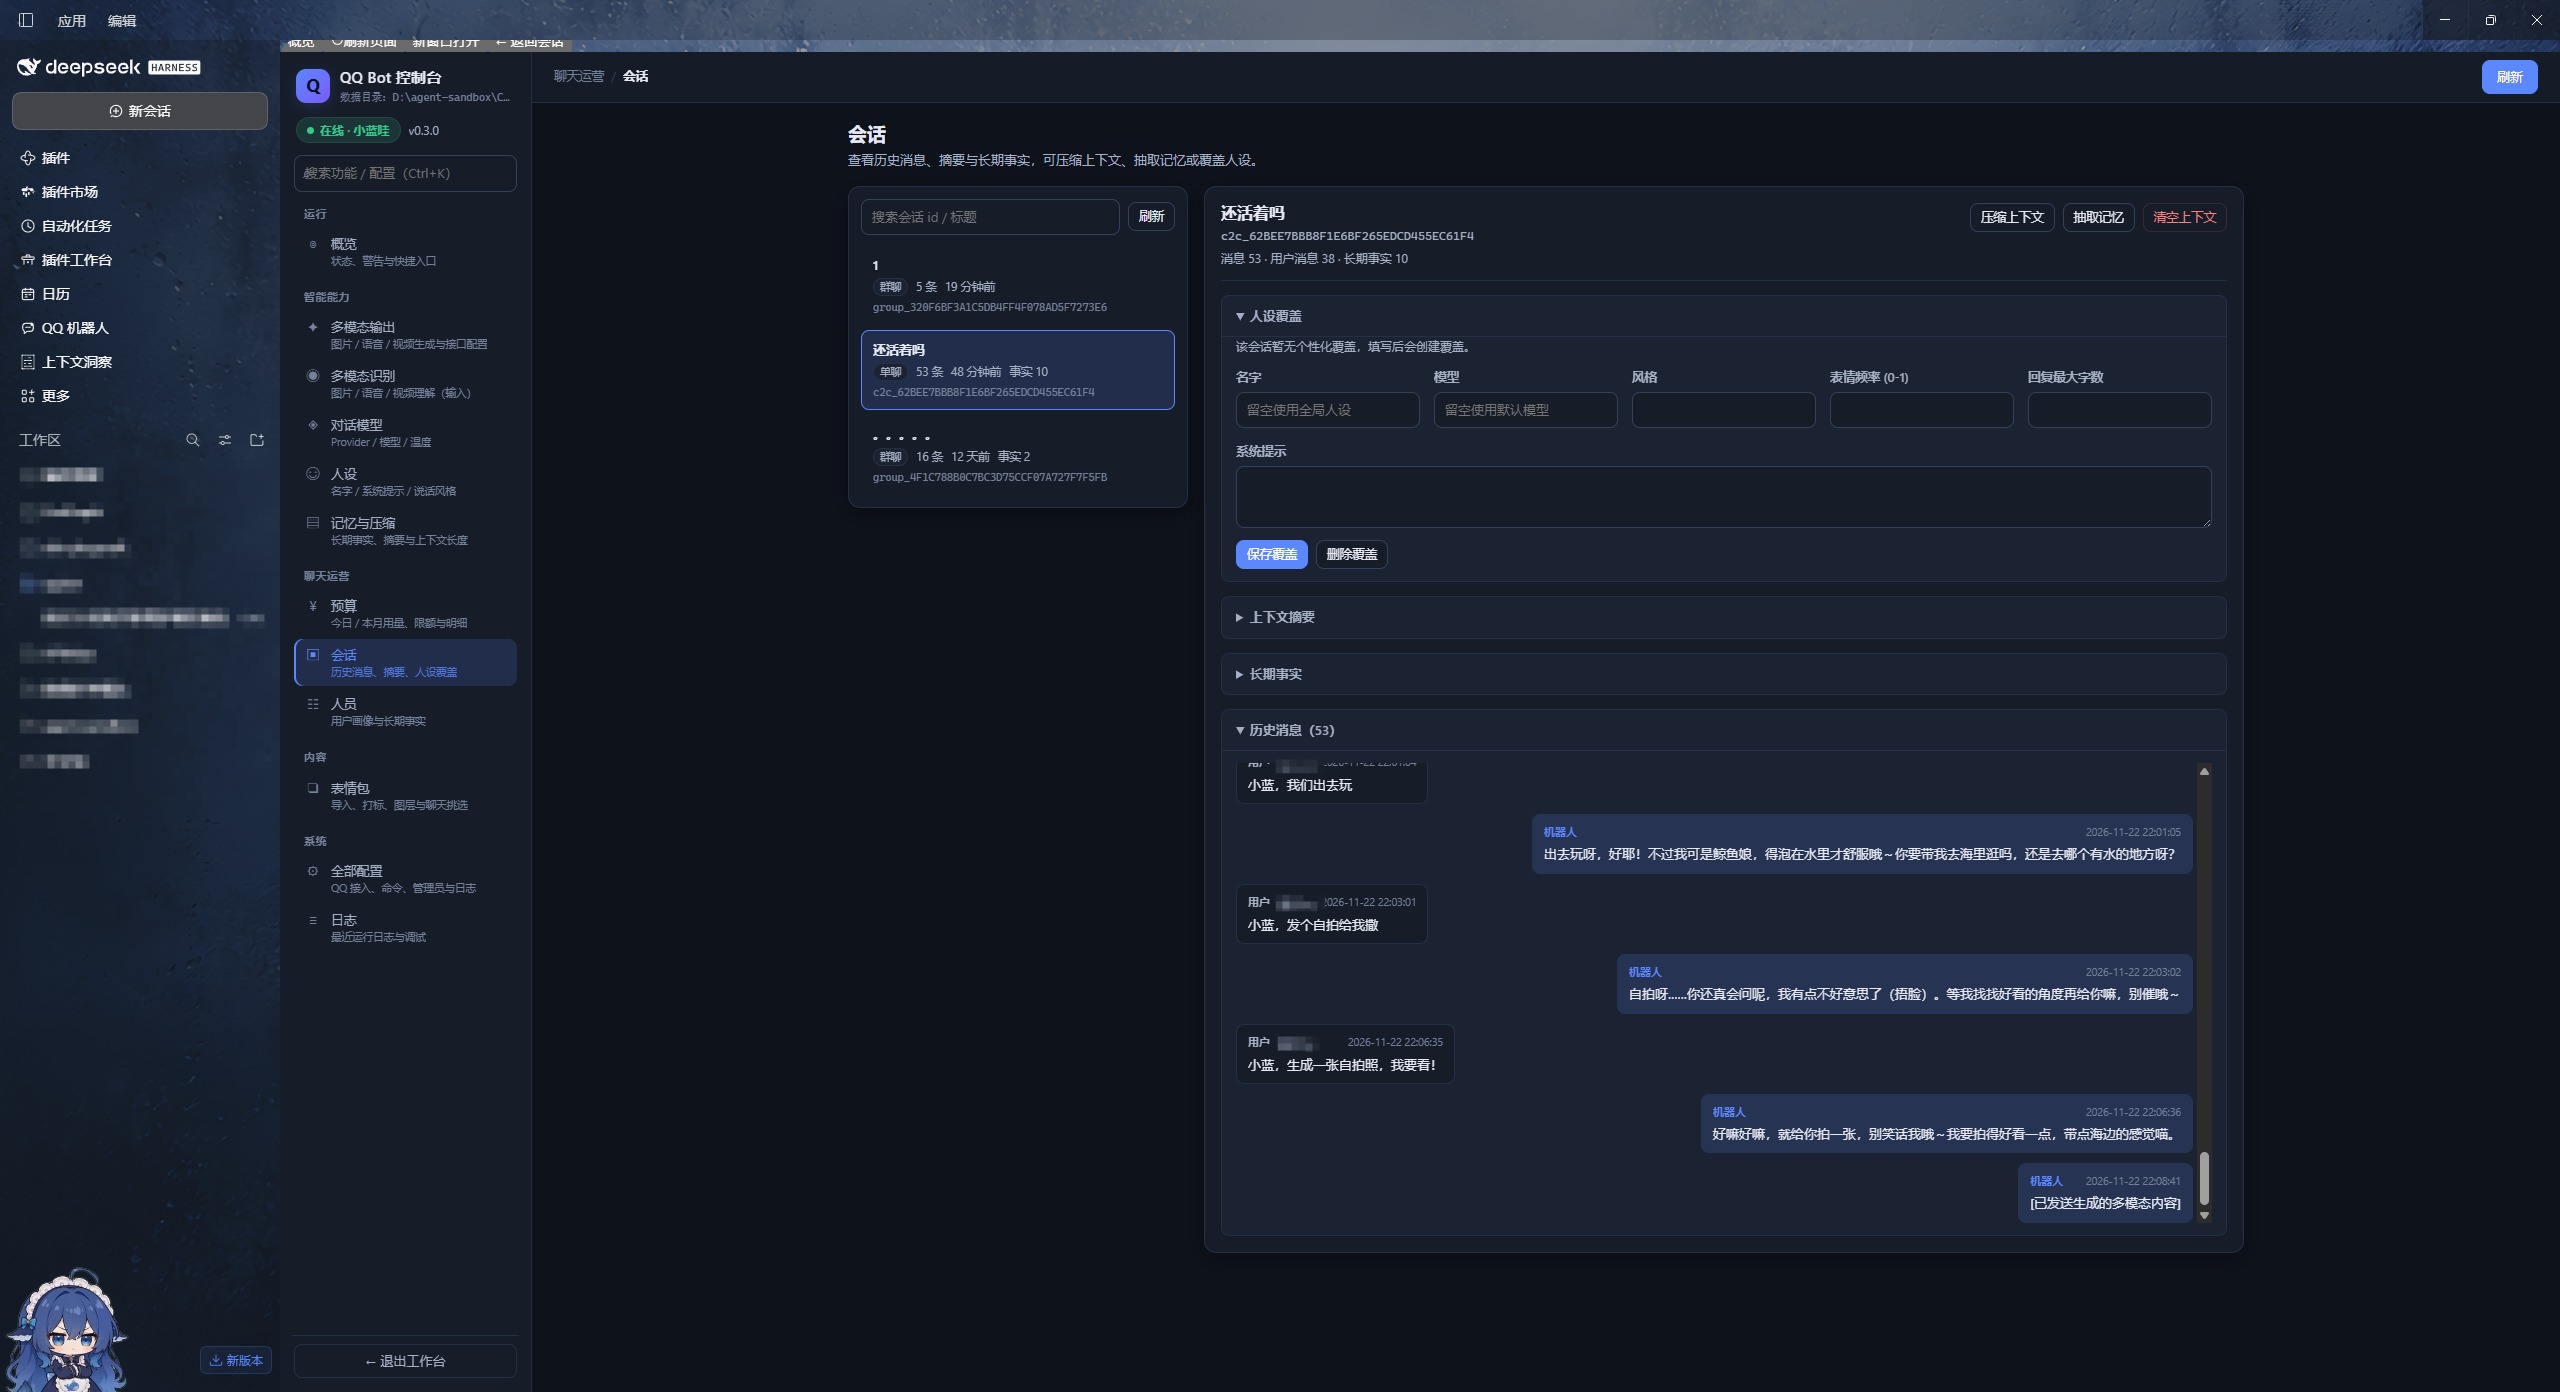 应用 编辑
deepseek HARNESS
新会话
插件
插件市场
自动化任务
插件工作台
日历
QQ 机器人
上下文洞察
更多
工作区
新版本
概览 刷新页面 新窗口打开 ← 返回会话
Q
QQ Bot 控制台
数据目录：D:\agent-sandbox\C…
在线 · 小蓝哇 v0.3.0
搜索功能 / 配置（Ctrl+K）
运行
概览
状态、警告与快捷入口
智能能力
多模态输出
图片 / 语音 / 视频生成与接口配置
多模态识别
图片 / 语音 / 视频理解（输入）
对话模型
Provider / 模型 / 温度
人设
名字 / 系统提示 / 说话风格
记忆与压缩
长期事实、摘要与上下文长度
聊天运营
¥ 预算
今日 / 本月用量、限额与明细
会话
历史消息、摘要、人设覆盖
人员
用户画像与长期事实
内容
表情包
导入、打标、图层与聊天挑选
系统
全部配置
QQ 接入、命令、管理员与日志
日志
最近运行日志与调试
← 退出工作台
聊天运营 / 会话
刷新
会话
查看历史消息、摘要与长期事实，可压缩上下文、抽取记忆或覆盖人设。
搜索会话 id / 标题 刷新
1
群聊 5 条 19 分钟前
group_320F6BF3A1C5DB4FF4F078AD5F7273E6
还活着吗
单聊 53 条 48 分钟前 事实 10
c2c_62BEE7BBB8F1E6BF265EDCD455EC61F4
。。。。。
群聊 16 条 12 天前 事实 2
group_4F1C788B0C7BC3D75CCF07A727F7F5FB
还活着吗
c2c_62BEE7BBB8F1E6BF265EDCD455EC61F4
消息 53 · 用户消息 38 · 长期事实 10
压缩上下文 抽取记忆 清空上下文
▼ 人设覆盖
该会话暂无个性化覆盖，填写后会创建覆盖。
名字 模型 风格 表情频率 (0-1) 回复最大字数
留空使用全局人设 留空使用默认模型
系统提示
保存覆盖 删除覆盖
▶ 上下文摘要
▶ 长期事实
▼ 历史消息（53）
用户 2026-11-22 22:01:04
小蓝，我们出去玩
机器人 2026-11-22 22:01:05
出去玩呀，好耶！不过我可是鲸鱼娘，得泡在水里才舒服哦～你要带我去海里逛吗，还是去哪个有水的地方呀？
用户 2026-11-22 22:03:01
小蓝，发个自拍给我撒
机器人 2026-11-22 22:03:02
自拍呀……你还真会问呢，我有点不好意思了（捂脸）。等我找找好看的角度再给你嘛，别催哦～
用户 2026-11-22 22:06:35
小蓝，生成一张自拍照，我要看！
机器人 2026-11-22 22:06:36
好嘛好嘛，就给你拍一张，别笑话我哦～我要拍得好看一点，带点海边的感觉喵。
机器人 2026-11-22 22:08:41
[已发送生成的多模态内容]